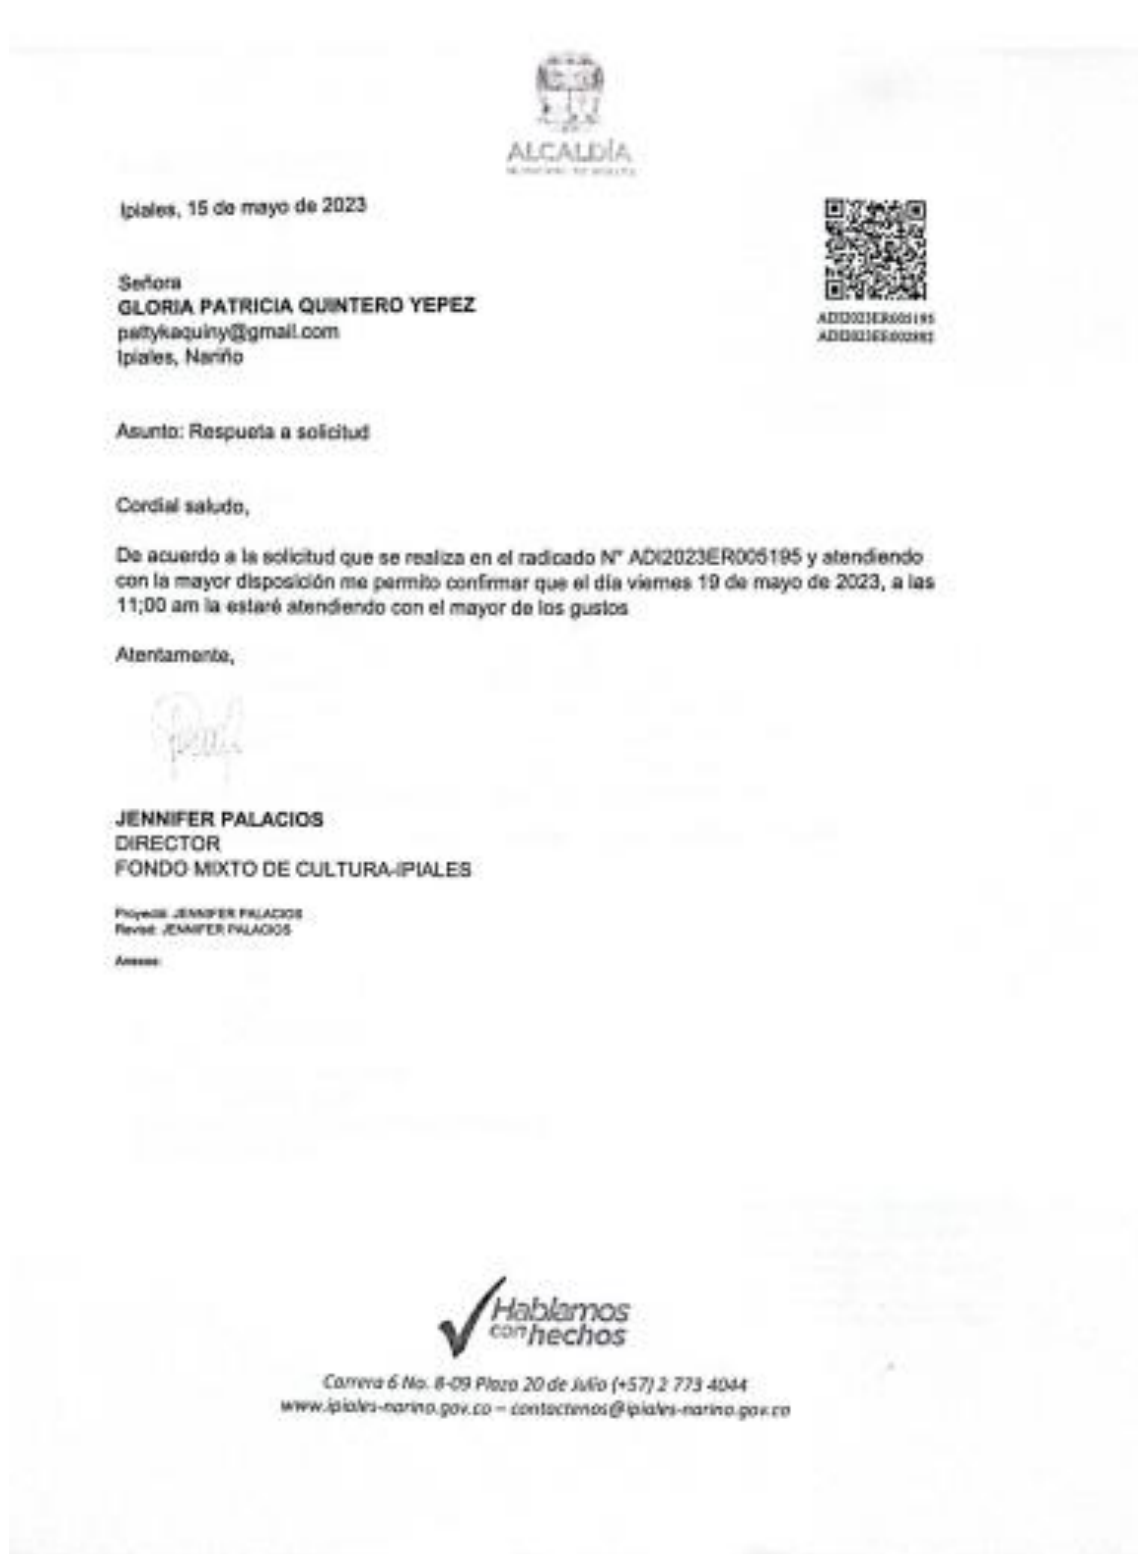 ALCALDÍA
Ipiales, 15 de mayo de 2023
ADI2023ER005195
Señora
GLORIA PATRICIA QUINTERO YEPEZ
pattykaquiny@gmail.com
Ipiales, Nariño
Asunto: Respueta a solicitud
Cordial saludo,
De acuerdo a la solicitud que se realiza en el radicado N° ADI2023ER005195 y atendiendo
con la mayor disposición me permito confirmar que el día viernes 19 de mayo de 2023, a las
11;00 am la estaré atendiendo con el mayor de los gustos
Atentamente,
JENNIFER PALACIOS
DIRECTOR
FONDO MIXTO DE CULTURA-IPIALES
Proyectó: JENNIFER PALACIOS
Revisó: JENNIFER PALACIOS
Anexos:
Hablamos
con hechos
Carrera 6 No. 8-09 Plaza 20 de Julio (+57) 2 773 4044
www.ipiales-narino.gov.co – contactenos@ipiales-narino.gov.co